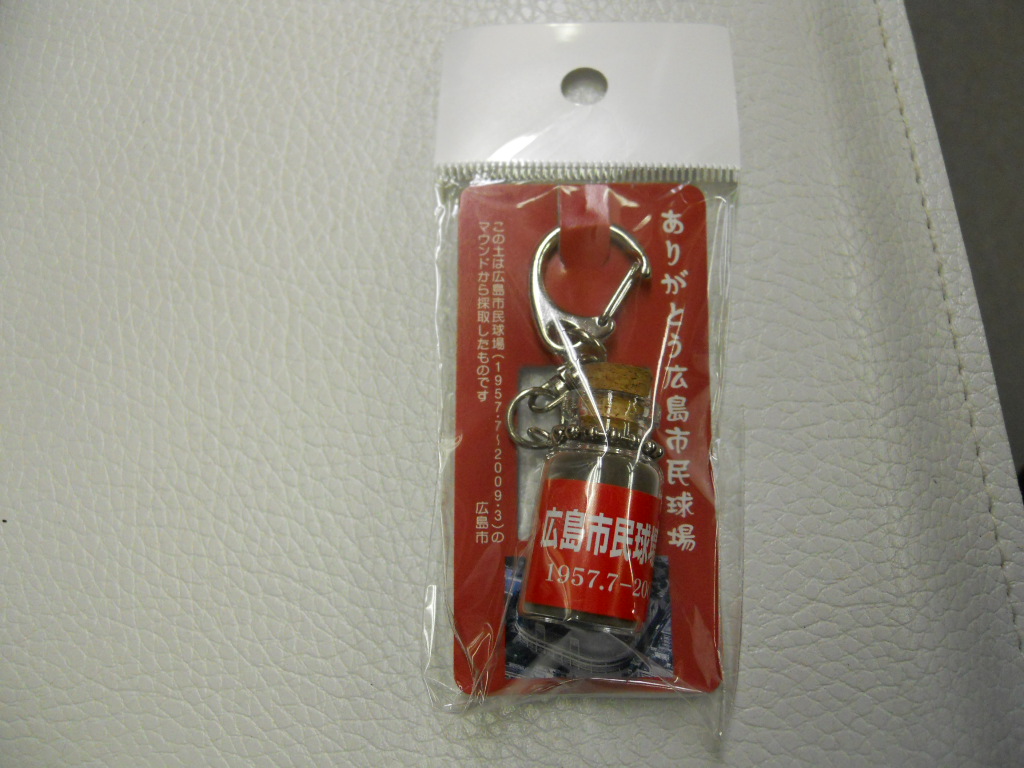 ありがとう広島市民球場
この土は広島市民球場(1957.7~2009.3)の
マウンドから採取したものです
広島市
広島市民球場
1957.7-20